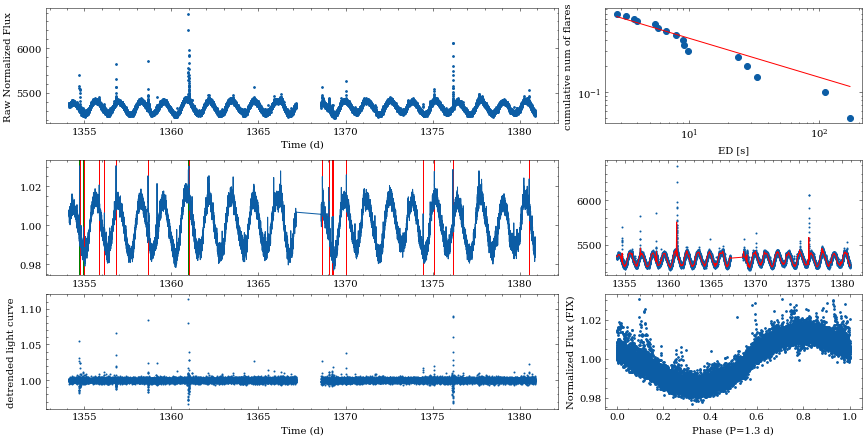 Raw Normalized Flux
6000
5500
1355 1360 1365 1370 1375 1380
Time (d)
cumulative num of flares
10⁻¹
10¹ 10²
ED [s]
1.02
1.00
0.98
1355 1360 1365 1370 1375 1380
6000
5500
1355 1360 1365 1370 1375 1380
detrended light curve
1.10
1.05
1.00
1355 1360 1365 1370 1375 1380
Time (d)
Normalized Flux (FIX)
1.02
1.00
0.98
0.0 0.2 0.4 0.6 0.8 1.0
Phase (P=1.3 d)